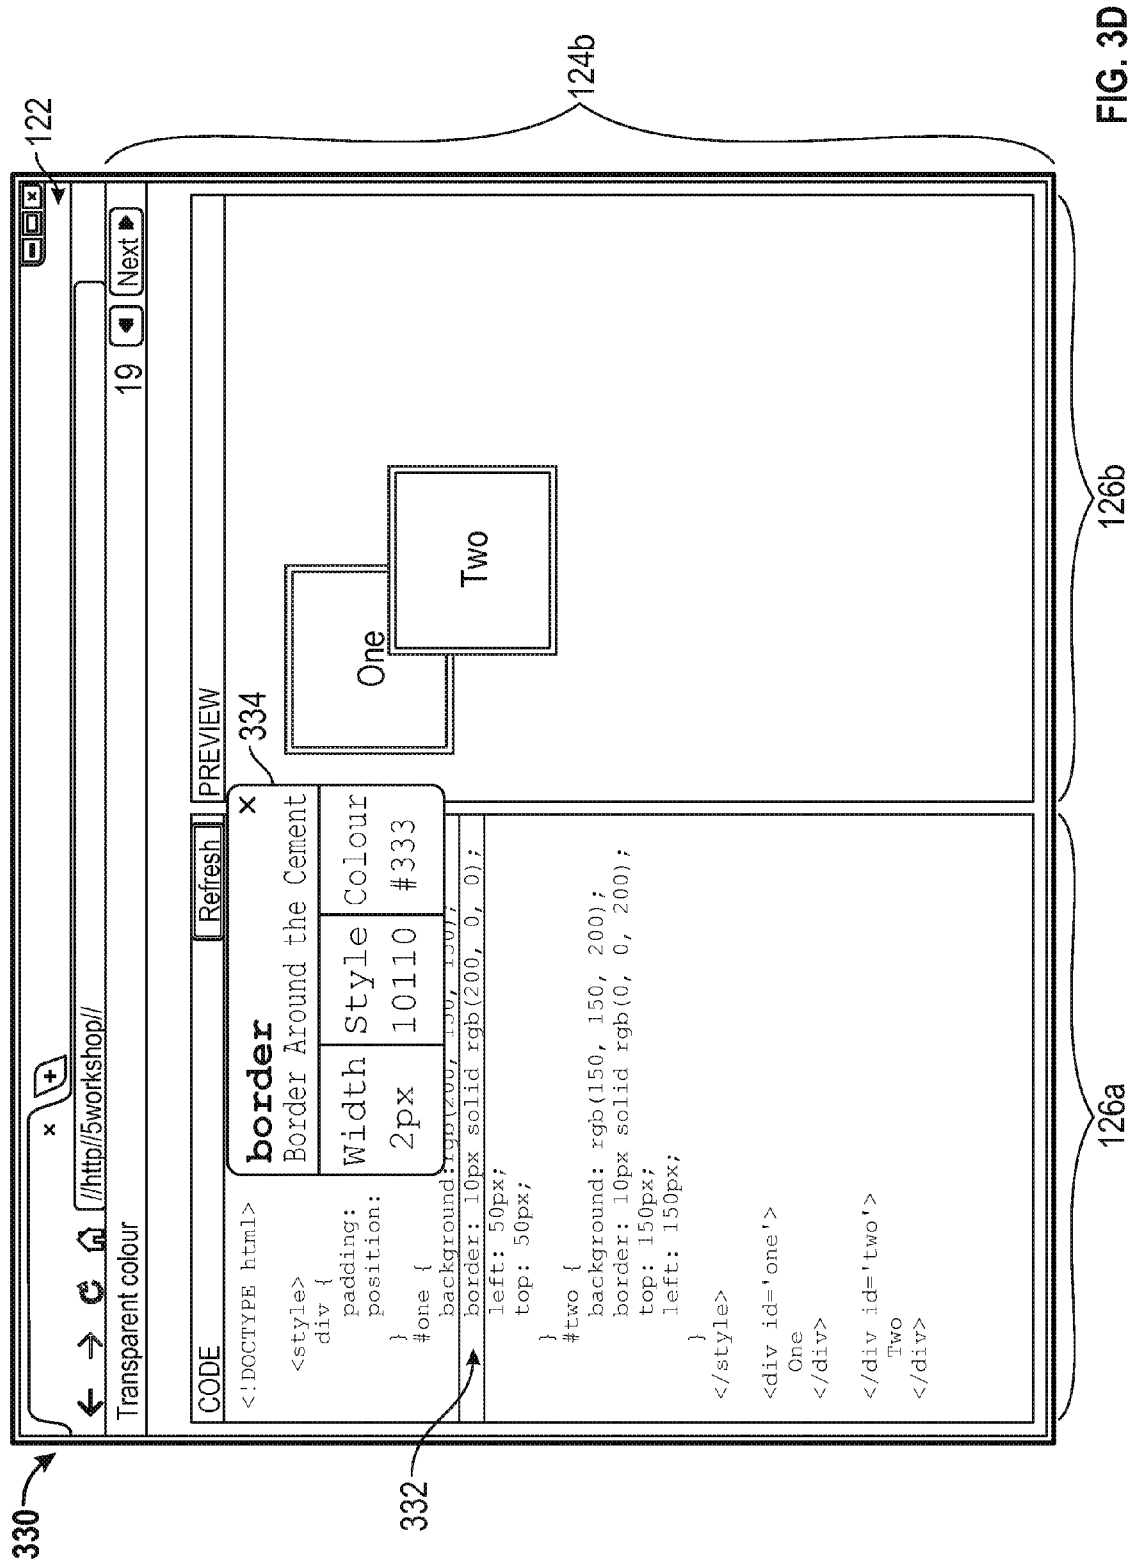 330
122
×
+
//http//5workshop//
Transparent colour
19
Next
CODE
Refresh
PREVIEW
334
<!DOCTYPE html>
<style>
div {
padding:
position:
}
#one {
background:rgb(200, 150, 150);
332
border: 10px solid rgb(200, 0, 0);
left: 50px;
top: 50px;
}
#two {
background: rgb(150, 150, 200);
border: 10px solid rgb(0, 0, 200);
top: 150px;
left: 150px;
}
</style>
<div id='one'>
One
</div>
</div id='two'>
Two
</div>
border ×
Border Around the Cement
Width Style Colour
2px 10110 #333
One
Two
124b
126a
126b
FIG. 3D